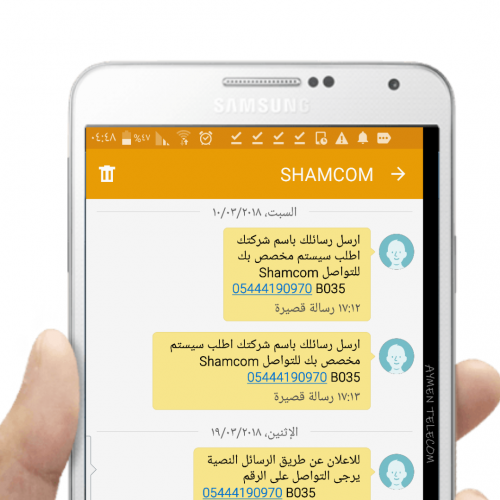 SAMSUNG
٠٤:٤٨
%٤٧
SHAMCOM
السبت، ١٠/٠٣/٢٠١٨
ارسل رسائلك باسم شركتك
اطلب سيستم مخصص بك
للتواصل Shamcom
05444190970 B035
١٧:١٢ رسالة قصيرة
ارسل رسائلك باسم شركتك اطلب سيستم
مخصص بك للتواصل Shamcom
05444190970 B035
١٧:١٣ رسالة قصيرة
الإثنين، ١٩/٠٣/٢٠١٨
للاعلان عن طريق الرسائل النصية
يرجى التواصل على الرقم
05444190970 B035
AYMEN TELECOM